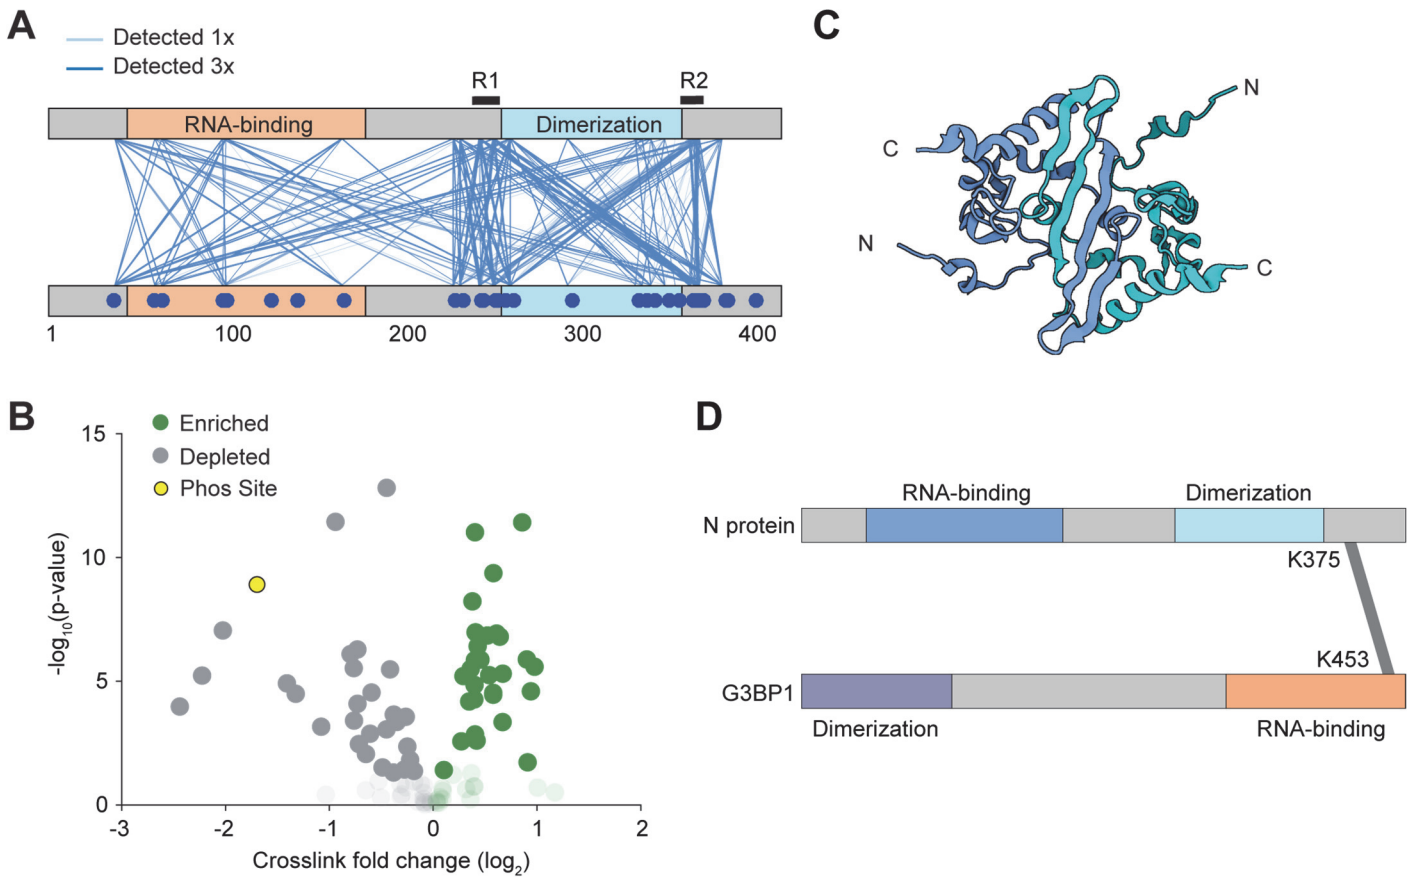 A
Detected 1x
Detected 3x
R1
R2
RNA-binding
Dimerization
1
100
200
300
400
B
Enriched
Depleted
Phos Site
15
10
5
0
-log10(p-value)
-3
-2
-1
0
1
2
Crosslink fold change (log2)
C
N
C
N
C
D
RNA-binding
Dimerization
N protein
K375
K453
G3BP1
Dimerization
RNA-binding